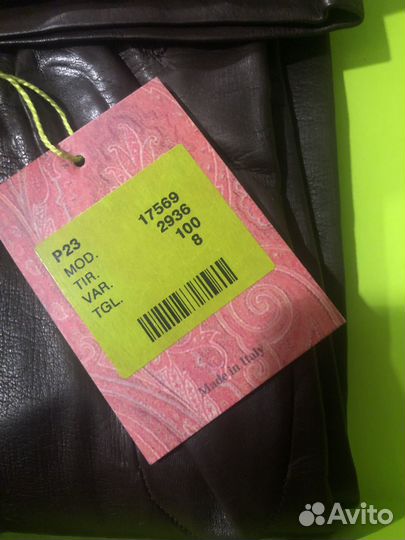 P23
MOD. 17569
TIR. 2936
VAR. 100
TGL. 8
Made in Italy
Avito